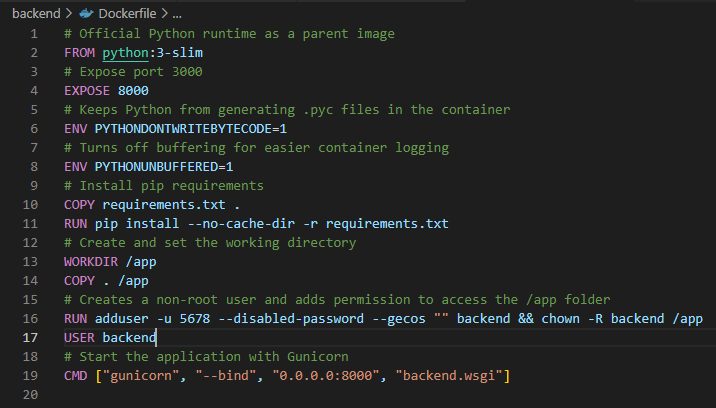 backend > Dockerfile > ...
1 # Official Python runtime as a parent image
2 FROM python:3-slim
3 # Expose port 3000
4 EXPOSE 8000
5 # Keeps Python from generating .pyc files in the container
6 ENV PYTHONDONTWRITEBYTECODE=1
7 # Turns off buffering for easier container logging
8 ENV PYTHONUNBUFFERED=1
9 # Install pip requirements
10 COPY requirements.txt .
11 RUN pip install --no-cache-dir -r requirements.txt
12 # Create and set the working directory
13 WORKDIR /app
14 COPY . /app
15 # Creates a non-root user and adds permission to access the /app folder
16 RUN adduser -u 5678 --disabled-password --gecos "" backend && chown -R backend /app
17 USER backend
18 # Start the application with Gunicorn
19 CMD ["gunicorn", "--bind", "0.0.0.0:8000", "backend.wsgi"]
20